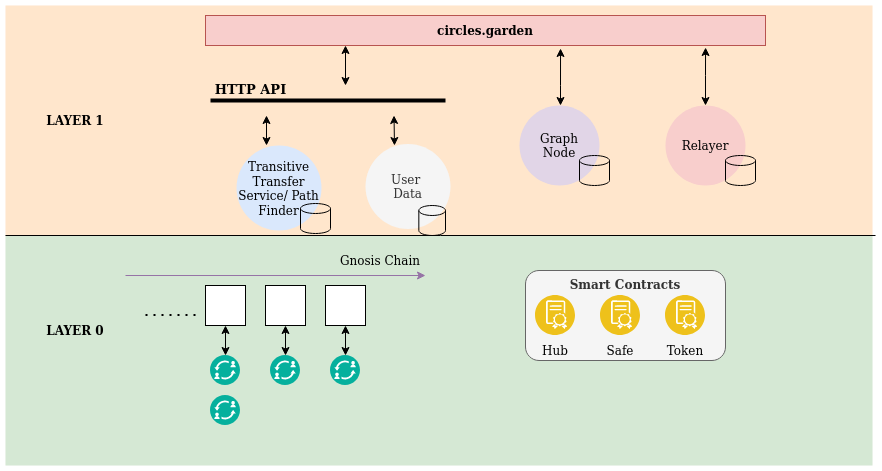 circles.garden
HTTP API
LAYER 1
Transitive
Transfer
Service/ Path
Finder
User
Data
Graph
Node
Relayer
Gnosis Chain
.......
LAYER 0
Smart Contracts
Hub
Safe
Token